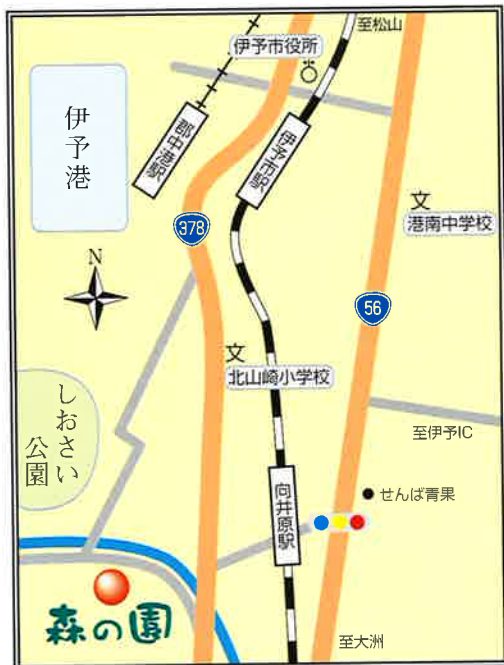 至松山
伊予市役所
伊予港
郡中港駅
伊予市駅
文
港南中学校
378
N
56
文
北山崎小学校
しおさい
公園
至伊予IC
せんば青果
向井原駅
森の園
至大洲